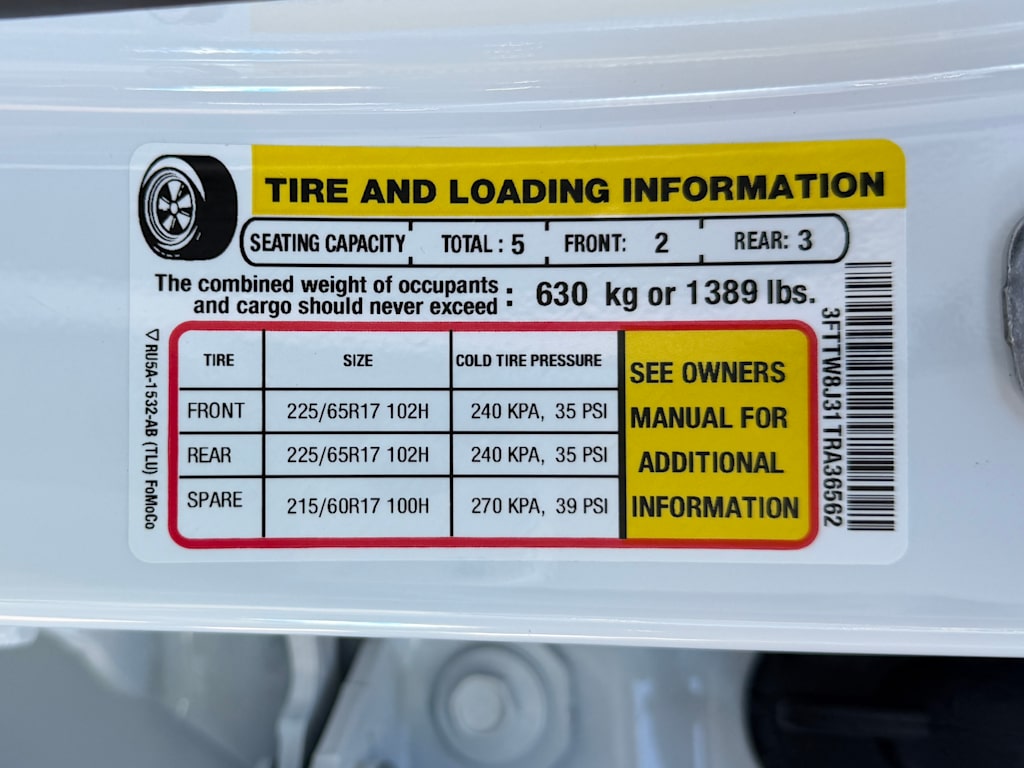 TIRE AND LOADING INFORMATION
SEATING CAPACITY TOTAL : 5 FRONT: 2 REAR: 3
The combined weight of occupants
and cargo should never exceed : 630 kg or 1389 lbs.
TIRE SIZE COLD TIRE PRESSURE
FRONT 225/65R17 102H 240 KPA, 35 PSI
REAR 225/65R17 102H 240 KPA, 35 PSI
SPARE 215/60R17 100H 270 KPA, 39 PSI
SEE OWNERS
MANUAL FOR
ADDITIONAL
INFORMATION
▽ RU5A-1532-AB (TLU) FoMoCo
3FTTW8J31TRA36562